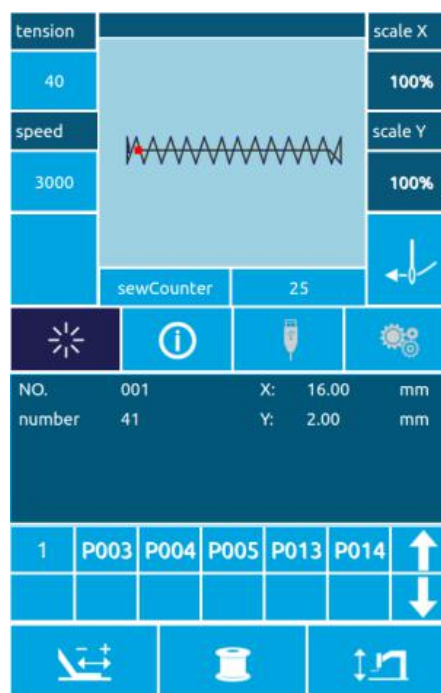 tension
scale X
40
100%
speed
scale Y
3000
100%
sewCounter 25
NO. 001 X: 16.00 mm
number 41 Y: 2.00 mm
1 P003 P004 P005 P013 P014